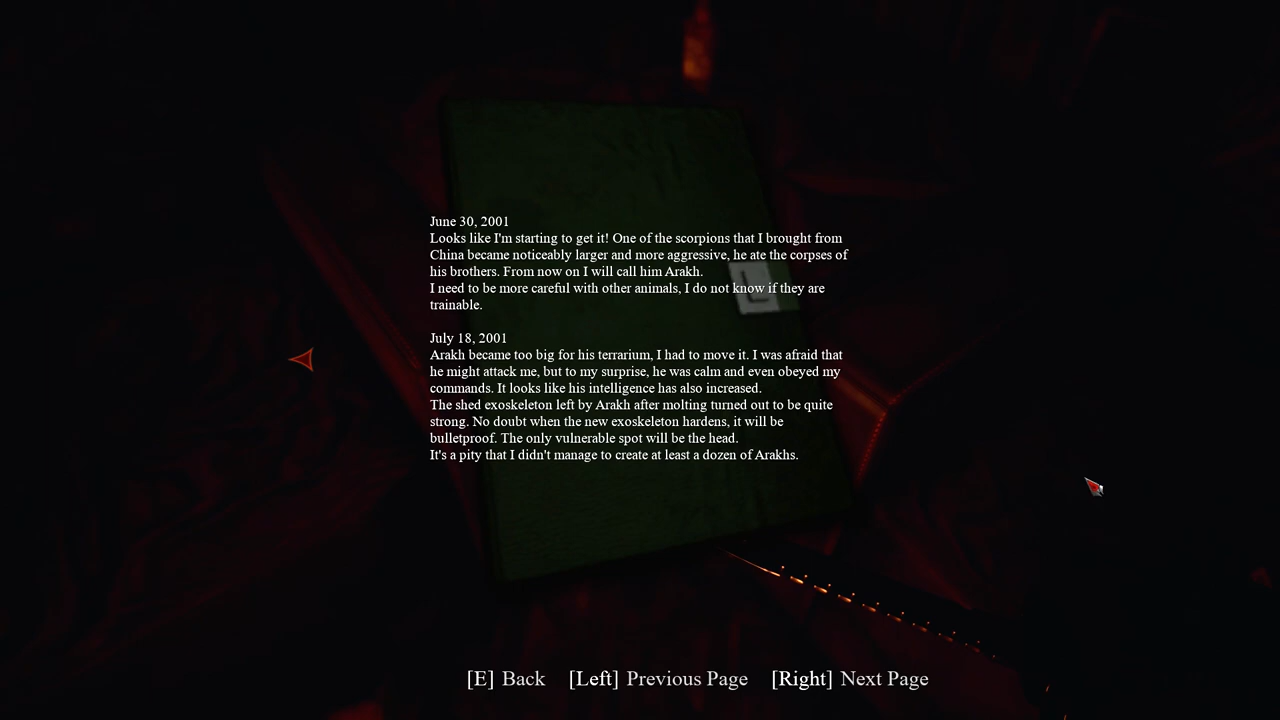 June 30, 2001
Looks like I'm starting to get it! One of the scorpions that I brought from
China became noticeably larger and more aggressive, he ate the corpses of
his brothers. From now on I will call him Arakh.
I need to be more careful with other animals, I do not know if they are
trainable.
July 18, 2001
Arakh became too big for his terrarium, I had to move it. I was afraid that
he might attack me, but to my surprise, he was calm and even obeyed my
commands. It looks like his intelligence has also increased.
The shed exoskeleton left by Arakh after molting turned out to be quite
strong. No doubt when the new exoskeleton hardens, it will be
bulletproof. The only vulnerable spot will be the head.
It's a pity that I didn't manage to create at least a dozen of Arakhs.
[E] Back [Left] Previous Page [Right] Next Page